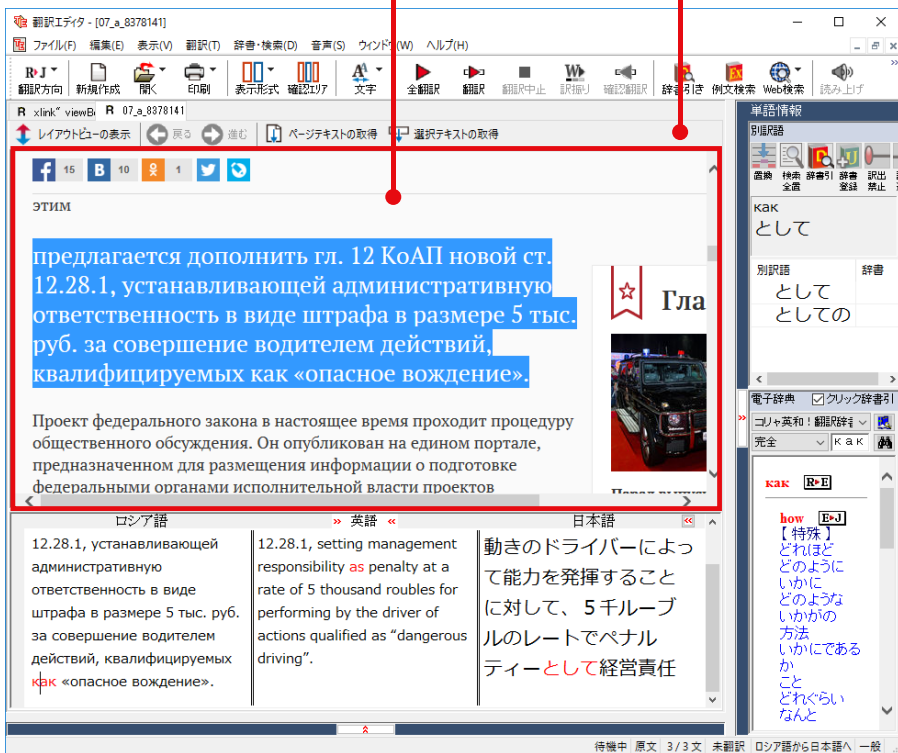 翻訳エディタ - [07_a_8378141]
ファイル(F) 編集(E) 表示(V) 翻訳(T) 辞書・検索(D) 音声(S) ウインドウ(W) ヘルプ(H)
R▸J
翻訳方向 新規作成 開く 印刷 表示形式 確認エリア 文字 全翻訳 翻訳 翻訳中止 訳振り 確認翻訳 辞書引き 例文検索 Web検索 読み上げ
R xlink" viewB R 07_a_8378141
レイアウトビューの表示 戻る 進む ページテキストの取得 選択テキストの取得
15 B 10 1
этим
предлагается дополнить гл. 12 КоАП новой ст.
12.28.1, устанавливающей административную
ответственность в виде штрафа в размере 5 тыс.
руб. за совершение водителем действий,
квалифицируемых как «опасное вождение».
Гла
Проект федерального закона в настоящее время проходит процедуру
общественного обсуждения. Он опубликован на едином портале,
предназначенном для размещения информации о подготовке
федеральными органами исполнительной власти проектов
ロシア語
12.28.1, устанавливающей
административную
ответственность в виде
штрафа в размере 5 тыс. руб.
за совершение водителем
действий, квалифицируемых
как «опасное вождение».
» 英語 «
12.28.1, setting management
responsibility as penalty at a
rate of 5 thousand roubles for
performing by the driver of
actions qualified as “dangerous
driving”.
日本語 «
動きのドライバーによっ
て能力を発揮すること
に対して、５千ルーブ
ルのレートでペナル
ティーとして経営責任
単語情報
別訳語
置換 検索全置 辞書引 辞書登録 訳出禁止
как
として
別訳語 辞書
として
としての
電子辞典 クリック辞書引
コリャ英和！翻訳辞
完全 как
как R▸E
how E▸J
【特殊】
どれほど
どのように
いかに
どのような
いかがの
方法
いかにである
か
こと
どれぐらい
なんと
待機中 原文 3/3文 未翻訳 ロシア語から日本語へ 一般